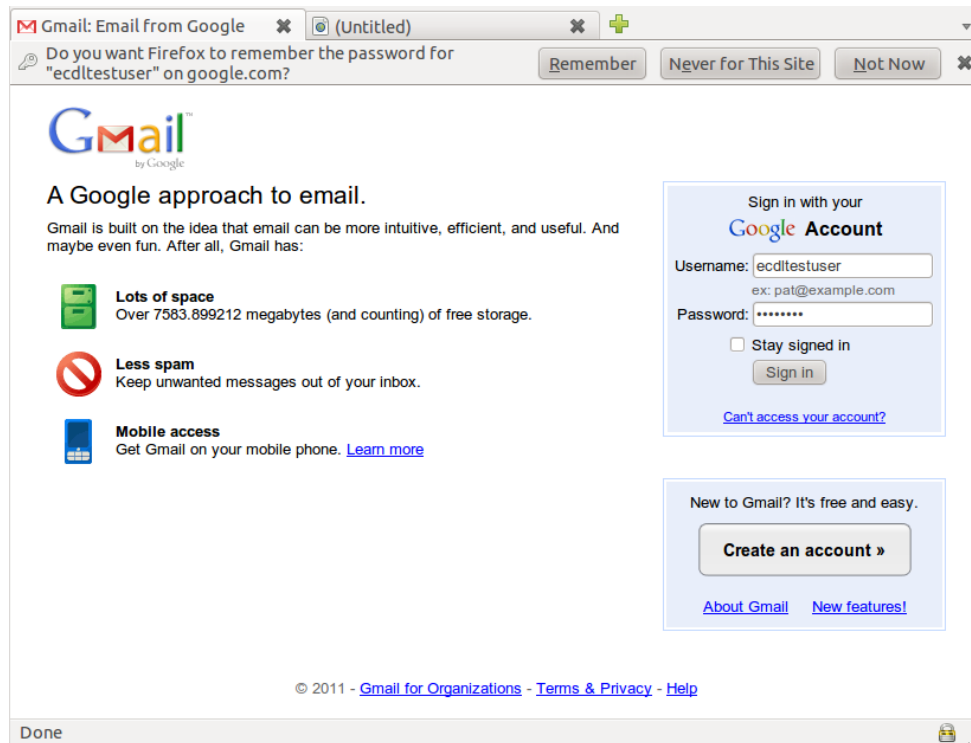 Gmail: Email from Google
(Untitled)
Do you want Firefox to remember the password for
"ecdltestuser" on google.com?
Remember
Never for This Site
Not Now
Gmail™
by Google
A Google approach to email.
Gmail is built on the idea that email can be more intuitive, efficient, and useful. And
maybe even fun. After all, Gmail has:
Lots of space
Over 7583.899212 megabytes (and counting) of free storage.
Less spam
Keep unwanted messages out of your inbox.
Mobile access
Get Gmail on your mobile phone. Learn more
Sign in with your
Google Account
Username: ecdltestuser
ex: pat@example.com
Password: ••••••••
Stay signed in
Sign in
Can't access your account?
New to Gmail? It's free and easy.
Create an account »
About Gmail New features!
© 2011 - Gmail for Organizations - Terms & Privacy - Help
Done